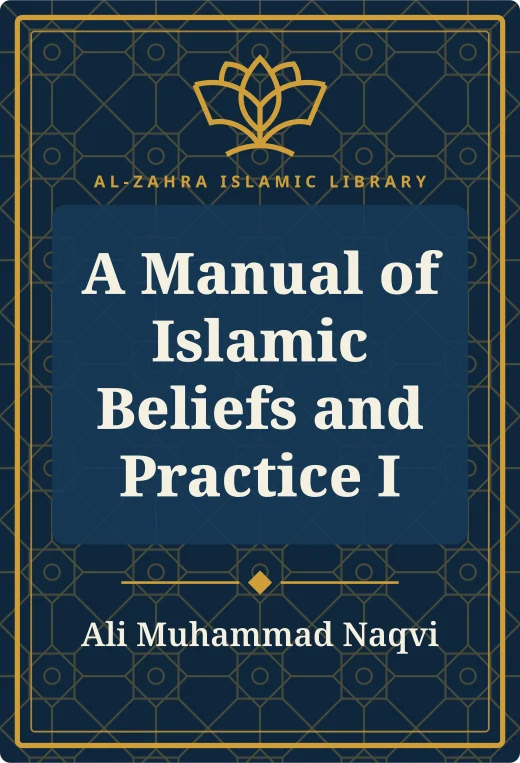 AL-ZAHRA ISLAMIC LIBRARY
A Manual of
Islamic
Beliefs and
Practice I
Ali Muhammad Naqvi